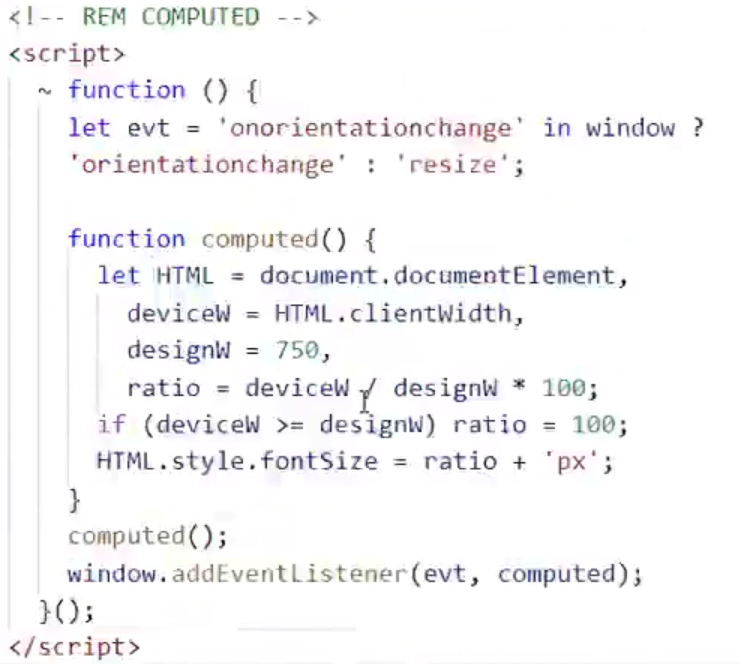 <!-- REM COMPUTED -->
<script>
~ function () {
let evt = 'onorientationchange' in window ?
'orientationchange' : 'resize';
function computed() {
let HTML = document.documentElement,
deviceW = HTML.clientWidth,
designW = 750,
ratio = deviceW / designW * 100;
if (deviceW >= designW) ratio = 100;
HTML.style.fontSize = ratio + 'px';
}
computed();
window.addEventListener(evt, computed);
}();
</script>